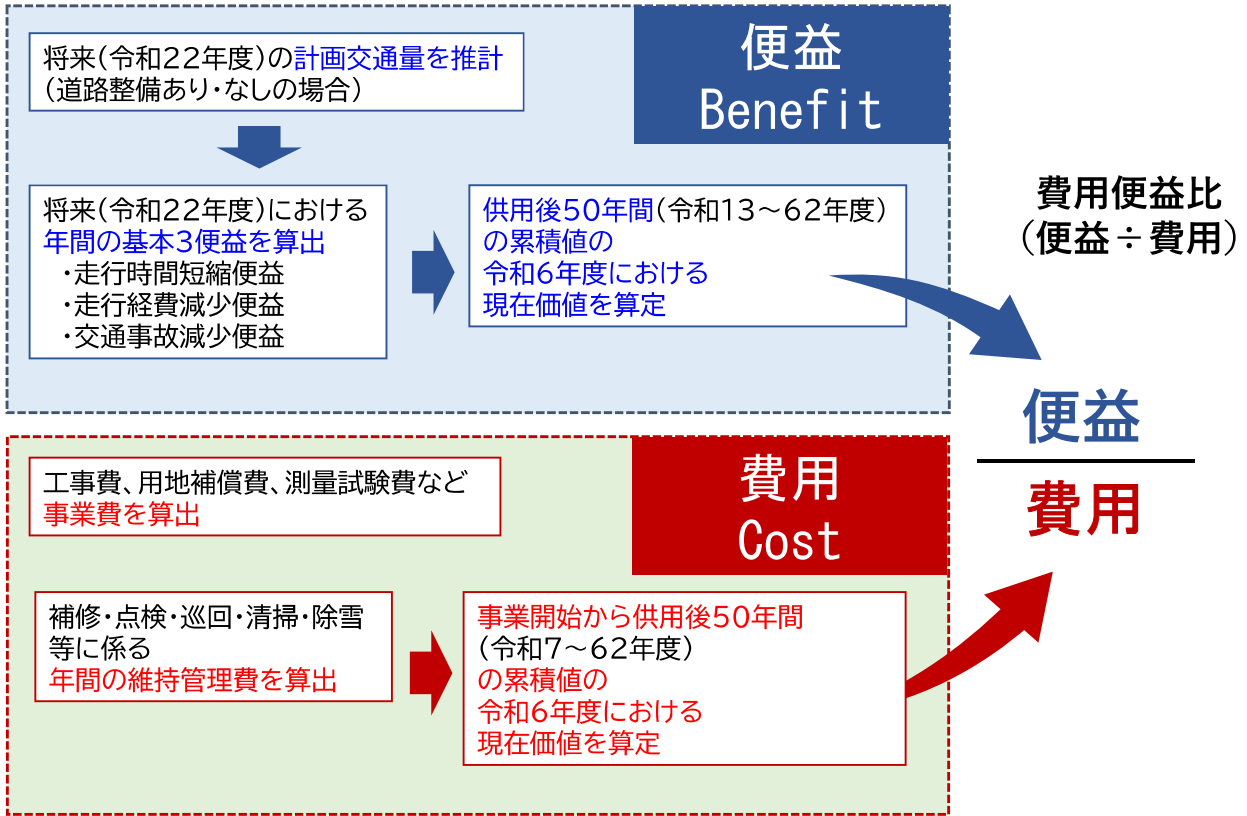 将来(令和22年度)の計画交通量を推計
(道路整備あり・なしの場合)
便益
Benefit
将来(令和22年度)における
年間の基本3便益を算出
・走行時間短縮便益
・走行経費減少便益
・交通事故減少便益
供用後50年間(令和13～62年度)
の累積値の
令和6年度における
現在価値を算定
費用便益比
(便益÷費用)
便益
費用
工事費、用地補償費、測量試験費など
事業費を算出
費用
Cost
補修・点検・巡回・清掃・除雪
等に係る
年間の維持管理費を算出
事業開始から供用後50年間
(令和7～62年度)
の累積値の
令和6年度における
現在価値を算定